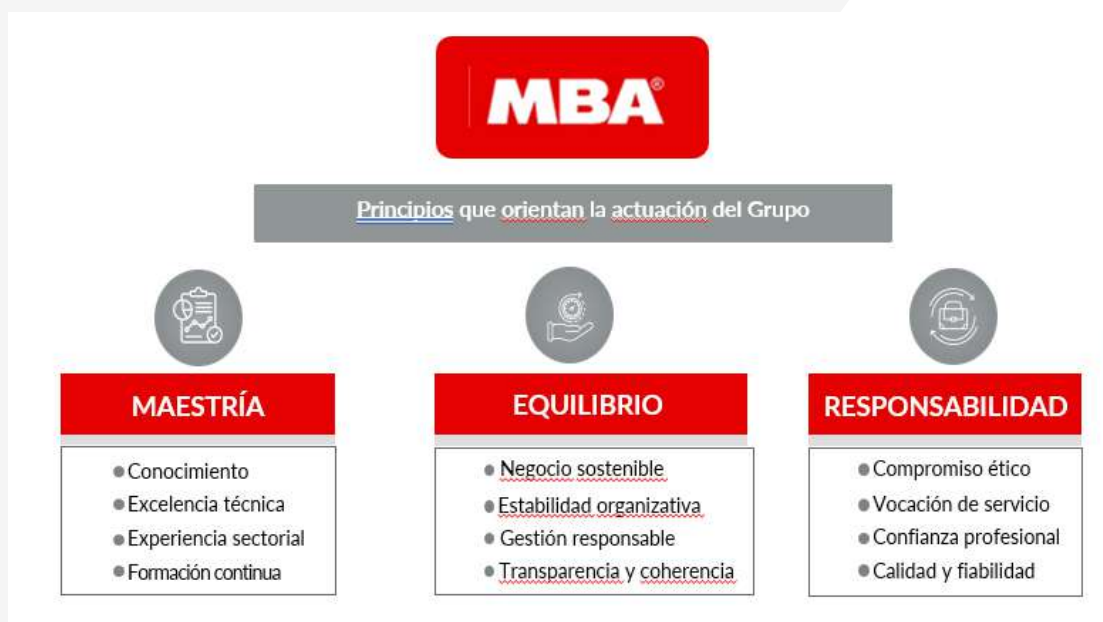 MBA®
Principios que orientan la actuación del Grupo
MAESTRÍA
Conocimiento
Excelencia técnica
Experiencia sectorial
Formación continua
EQUILIBRIO
Negocio sostenible
Estabilidad organizativa
Gestión responsable
Transparencia y coherencia
RESPONSABILIDAD
Compromiso ético
Vocación de servicio
Confianza profesional
Calidad y fiabilidad